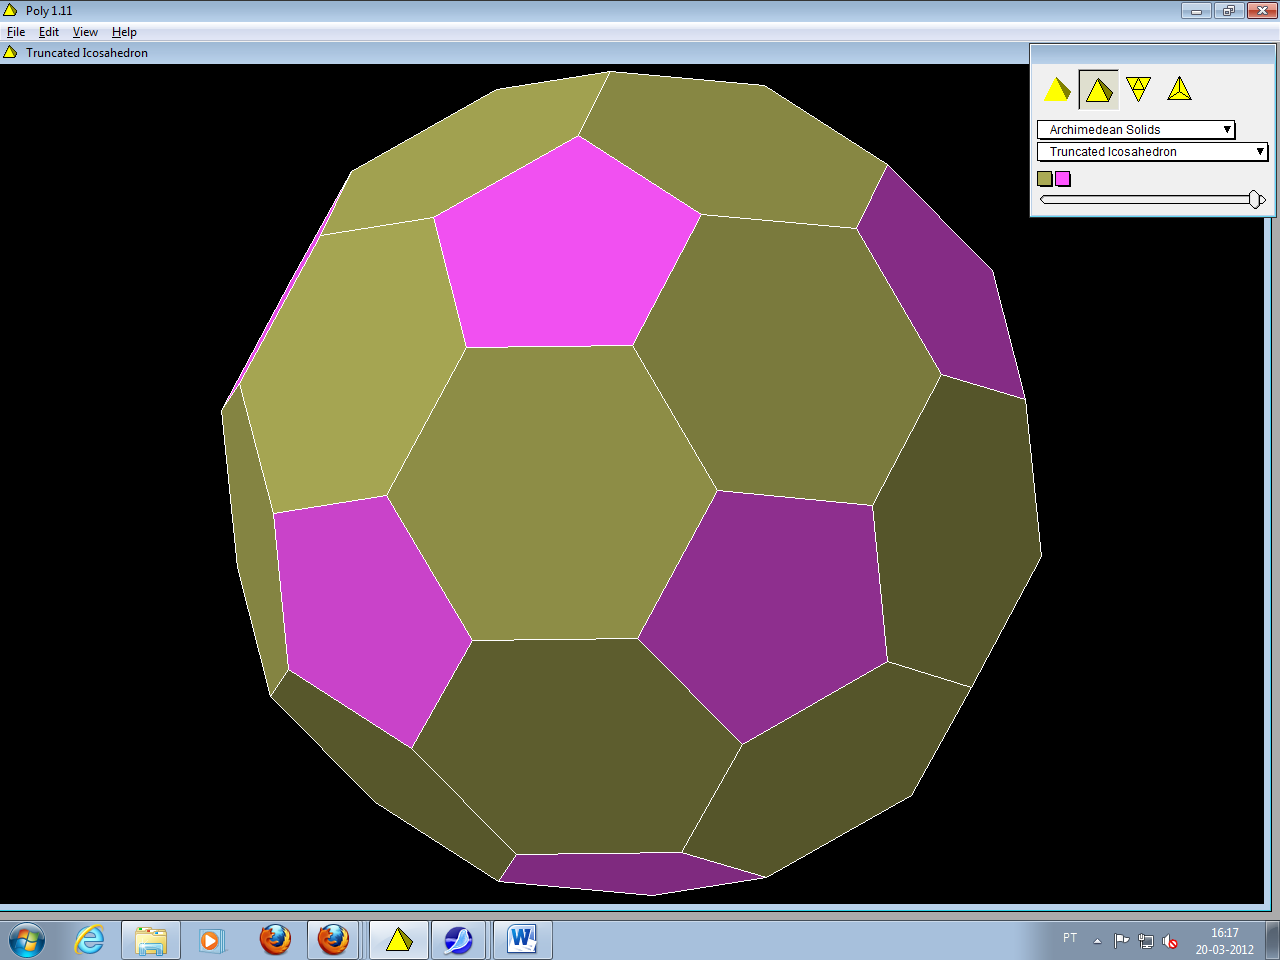 Poly 1.11
File Edit View Help
Truncated Icosahedron
Archimedean Solids
Truncated Icosahedron
PT
16:17
20-03-2012